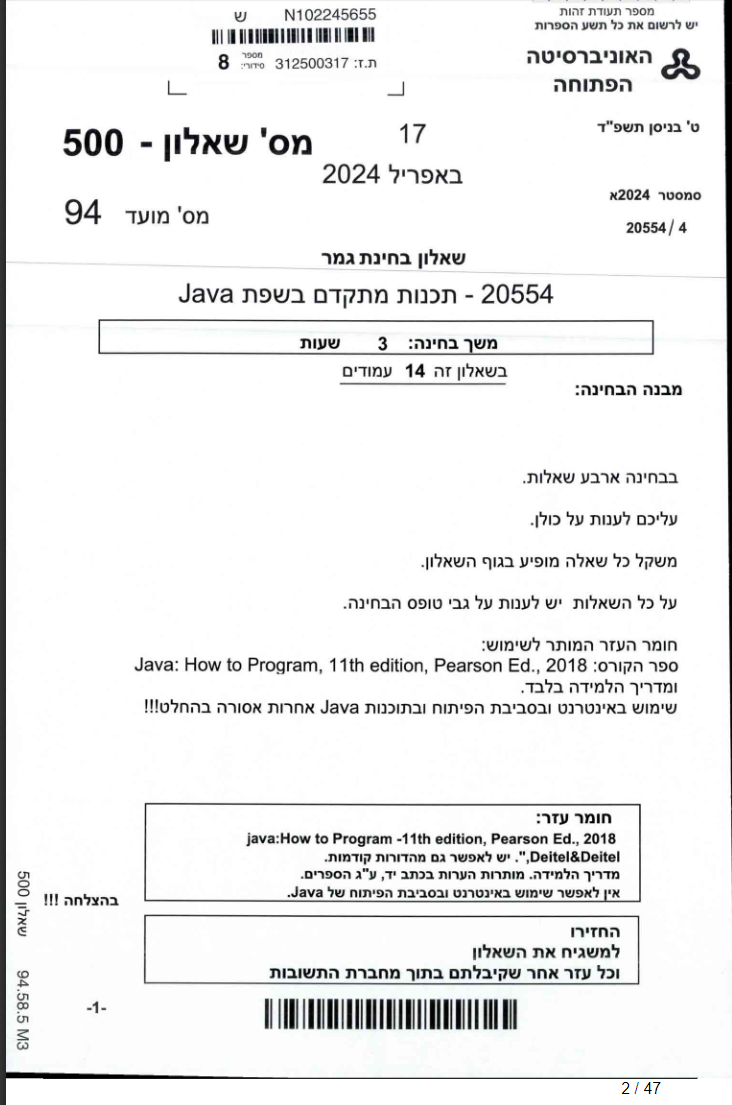 ש N102245655
מספר סידורי: 8 ת.ז: 312500317
מספר תעודת זהות
יש לרשום את כל תשע הספרות
האוניברסיטה
הפתוחה
ט' בניסן תשפ"ד
מס' שאלון - 500
17
באפריל 2024
סמסטר 2024א
מס' מועד 94
20554/ 4
שאלון בחינת גמר
20554 - תכנות מתקדם בשפת Java
משך בחינה: 3 שעות
בשאלון זה 14 עמודים
מבנה הבחינה:
בבחינה ארבע שאלות.
עליכם לענות על כולן.
משקל כל שאלה מופיע בגוף השאלון.
על כל השאלות יש לענות על גבי טופס הבחינה.
חומר העזר המותר לשימוש:
ספר הקורס: Java: How to Program, 11th edition, Pearson Ed., 2018
ומדריך הלמידה בלבד.
שימוש באינטרנט ובסביבת הפיתוח ובתוכנות Java אחרות אסורה בהחלט!!!
חומר עזר:
java:How to Program -11th edition, Pearson Ed., 2018
Deitel&Deitel,". יש לאפשר גם מהדורות קודמות.
מדריך הלמידה. מותרות הערות בכתב יד, ע"ג הספרים.
אין לאפשר שימוש באינטרנט ובסביבת הפיתוח של Java.
בהצלחה !!!
החזירו
למשגיח את השאלון
וכל עזר אחר שקיבלתם בתוך מחברת התשובות
-1-
שאלון 500
94.58.5 M3
2 / 47